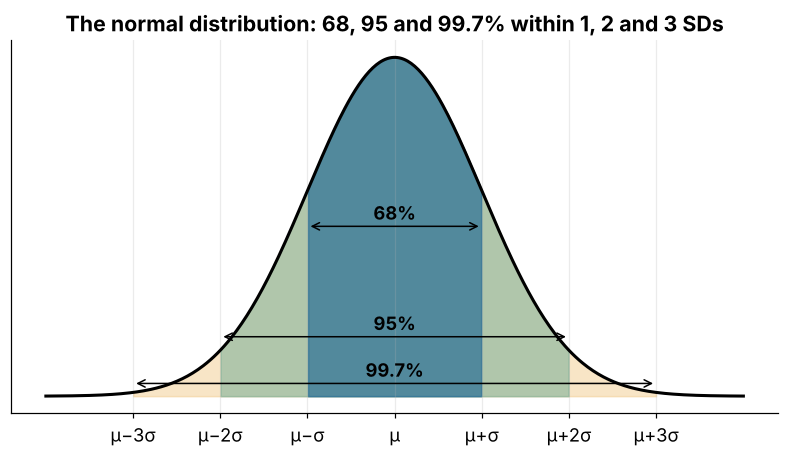 The normal distribution: 68, 95 and 99.7% within 1, 2 and 3 SDs
68%
95%
99.7%
μ−3σ μ−2σ μ−σ μ μ+σ μ+2σ μ+3σ